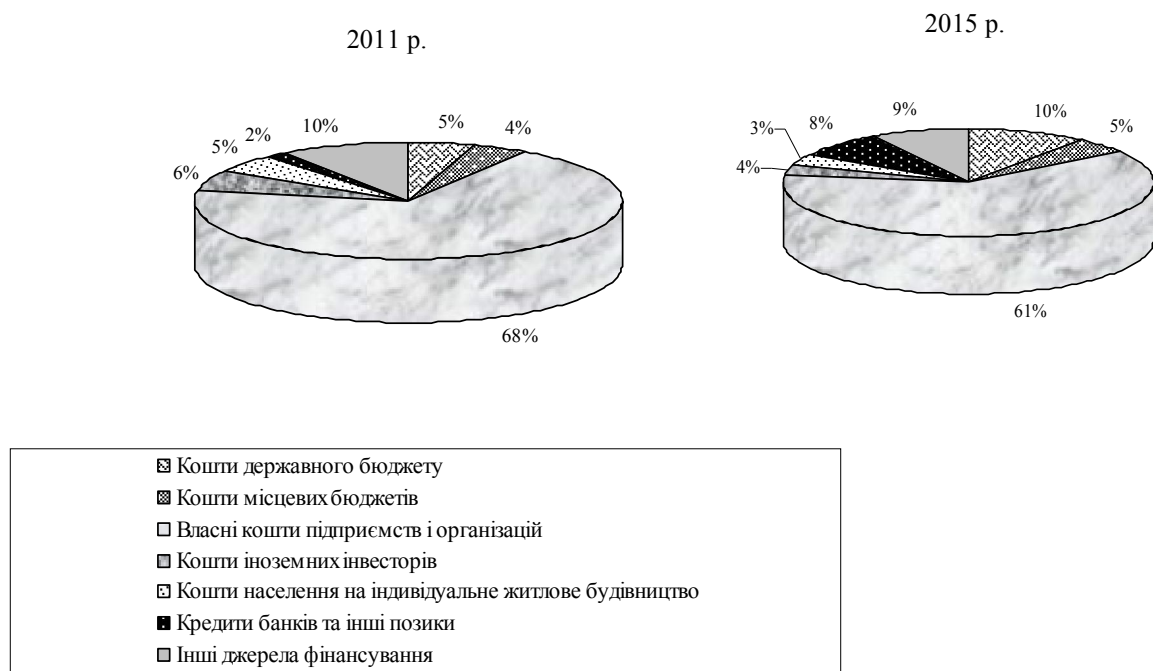 2011 р.
5%
4%
68%
6%
5%
2%
10%
2015 р.
10%
5%
61%
4%
3%
8%
9%
Кошти державного бюджету
Кошти місцевих бюджетів
Власні кошти підприємств і організацій
Кошти іноземних інвесторів
Кошти населення на індивідуальне житлове будівництво
Кредити банків та інші позики
Інші джерела фінансування